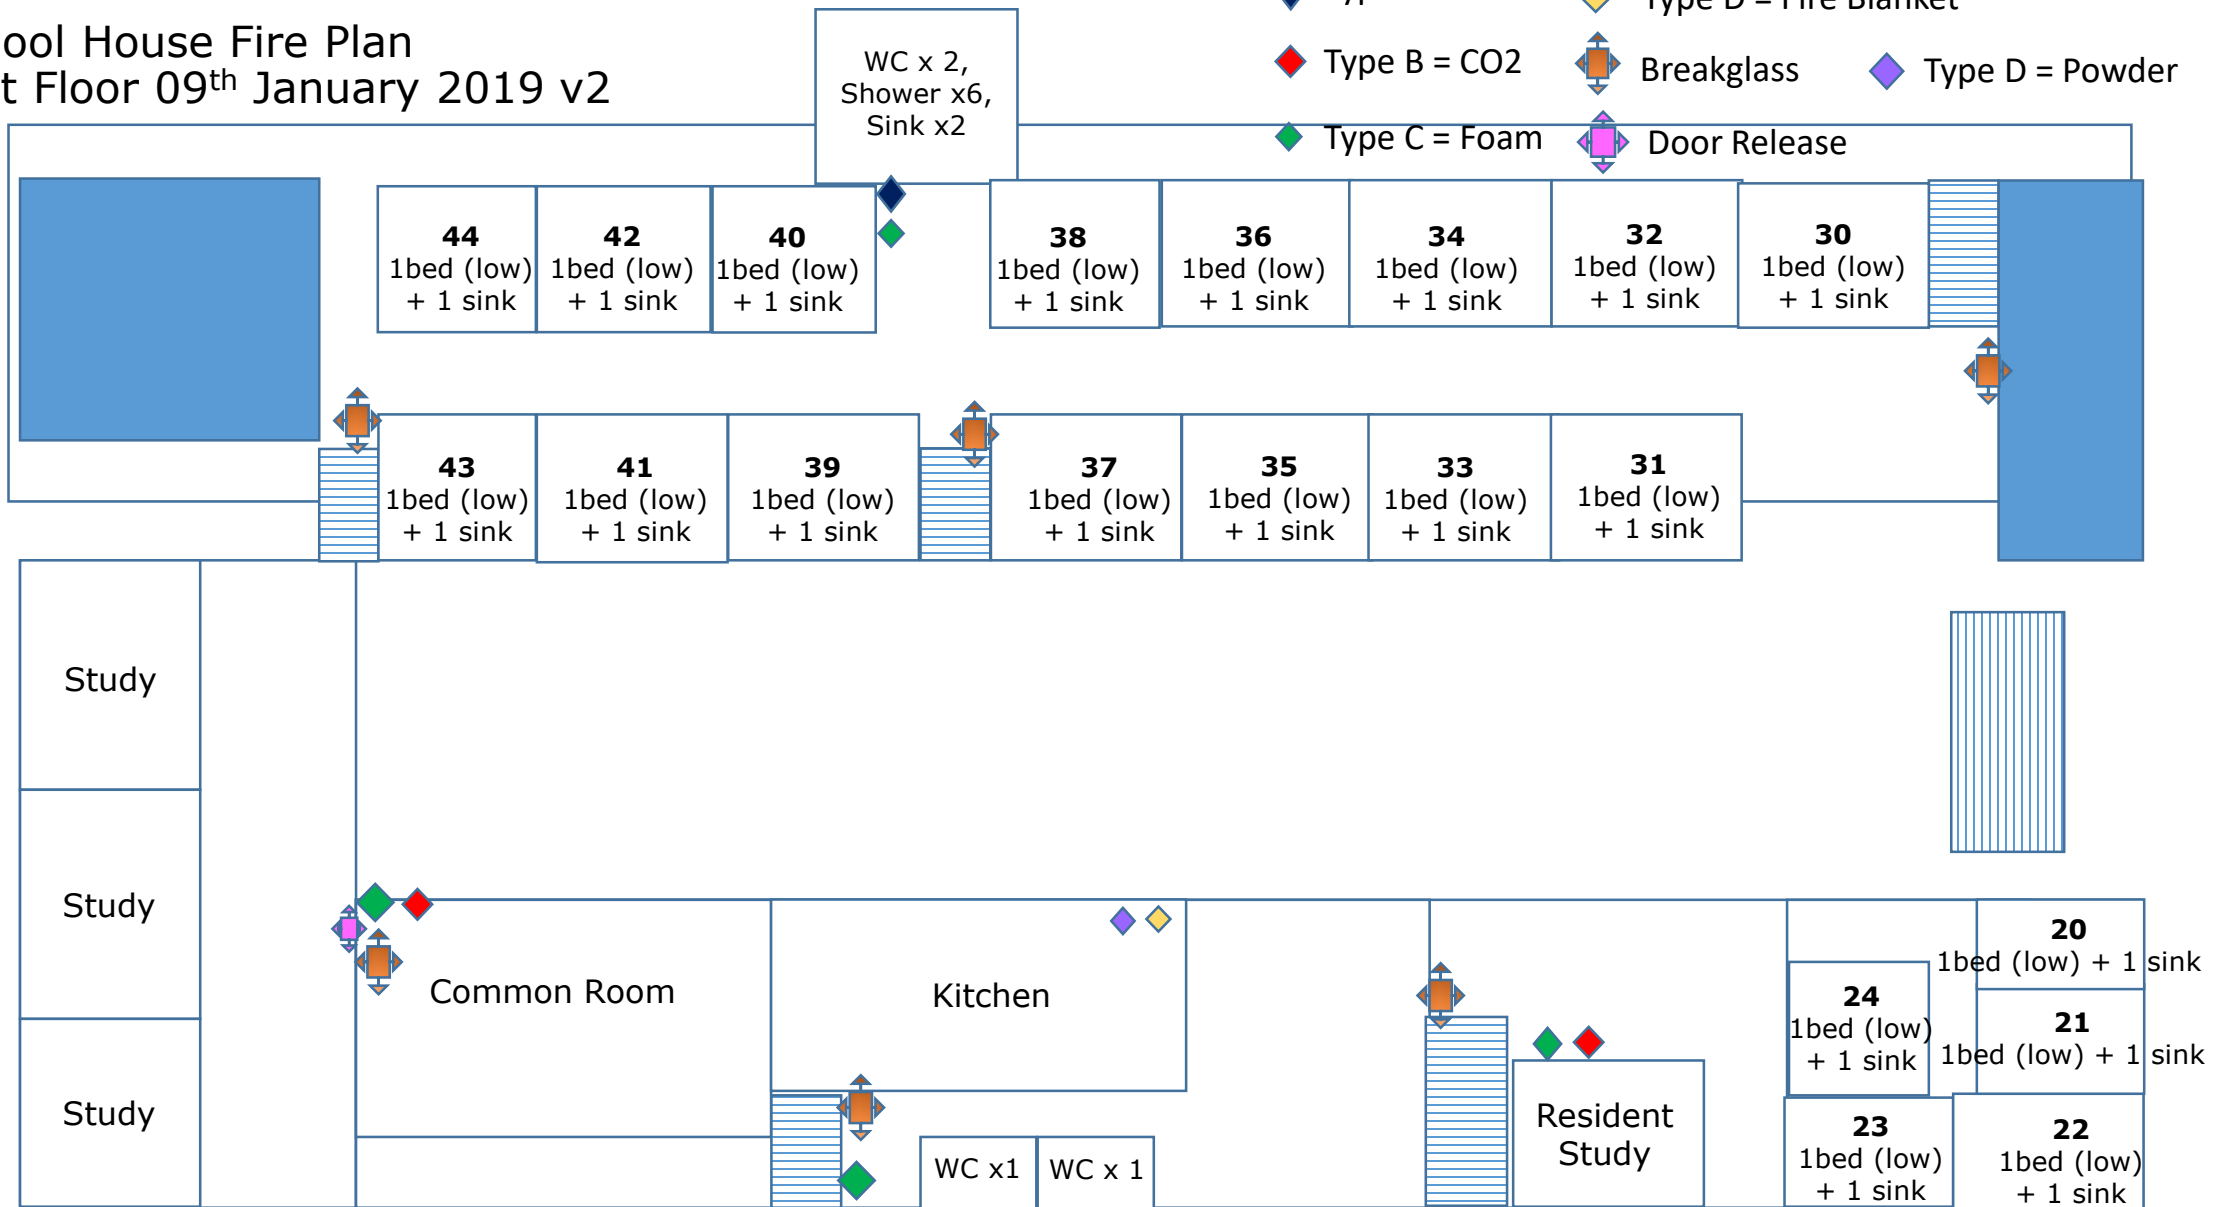 ool House Fire Plan
t Floor 09th January 2019 v2
Type D = Fire Blanket
Type B = CO2
Breakglass
Type D = Powder
Type C = Foam
Door Release
WC x 2,
Shower x6,
Sink x2
44
1bed (low)
+ 1 sink
42
1bed (low)
+ 1 sink
40
1bed (low)
+ 1 sink
38
1bed (low)
+ 1 sink
36
1bed (low)
+ 1 sink
34
1bed (low)
+ 1 sink
32
1bed (low)
+ 1 sink
30
1bed (low)
+ 1 sink
43
1bed (low)
+ 1 sink
41
1bed (low)
+ 1 sink
39
1bed (low)
+ 1 sink
37
1bed (low)
+ 1 sink
35
1bed (low)
+ 1 sink
33
1bed (low)
+ 1 sink
31
1bed (low)
+ 1 sink
Study
Study
Study
Common Room
Kitchen
WC x1
WC x 1
Resident
Study
20
1bed (low) + 1 sink
24
1bed (low)
+ 1 sink
21
1bed (low) + 1 sink
23
1bed (low)
+ 1 sink
22
1bed (low)
+ 1 sink